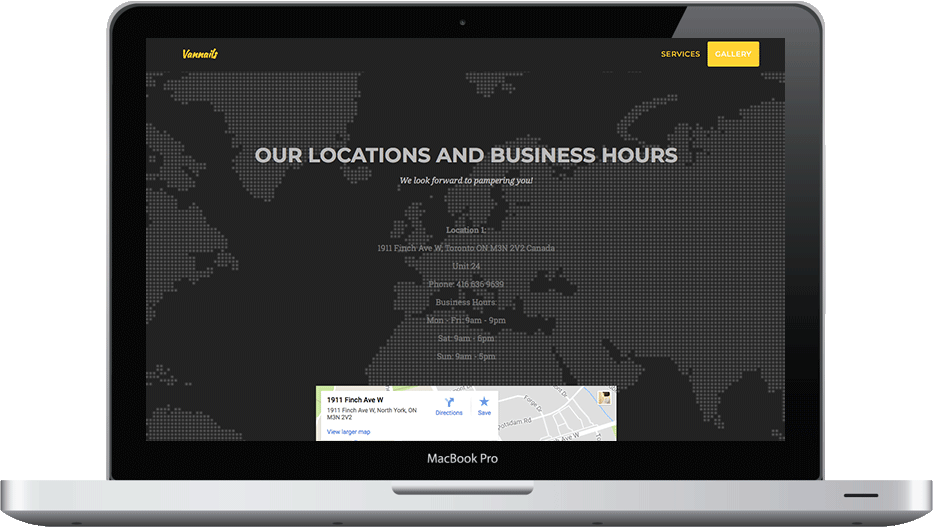 Vannails
SERVICES
GALLERY
OUR LOCATIONS AND BUSINESS HOURS
We look forward to pampering you!
Location 1:
1911 Finch Ave W, Toronto ON M3N 2V2 Canada
Unit 24
Phone: 416 636 9639
Business Hours
Mon - Fri: 9am - 9pm
Sat: 9am - 6pm
Sun: 9am - 5pm
1911 Finch Ave W
1911 Finch Ave W, North York, ON
M3N 2V2
Directions
Save
View larger map
Potsdam Rd
Forge Dr
Ave W
MacBook Pro